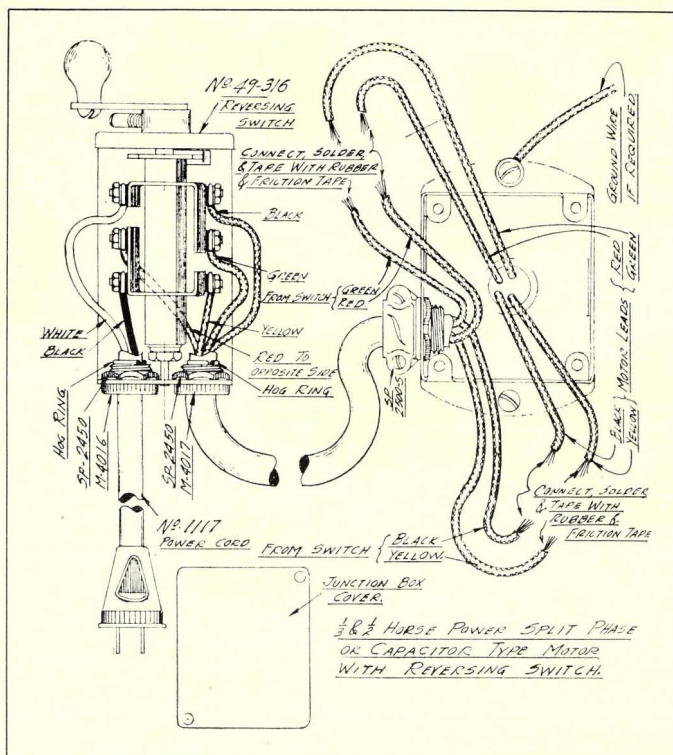 Nº 49-316
REVERSING
SWITCH
CONNECT, SOLDER,
& TAPE WITH RUBBER
& FRICTION TAPE
GROUND WIRE
IF REQUIRED.
BLACK
GREEN
FROM SWITCH { GREEN
RED
YELLOW
RED TO
OPPOSITE SIDE
HOG RING
WHITE
BLACK
HOG RING
SP-2450
M-4016
SP-2450
M-4017
SP
2500-S
MOTOR LEADS
RED
GREEN
BLACK
YELLOW
CONNECT, SOLDER
& TAPE WITH
RUBBER &
FRICTION TAPE
Nº 1117
POWER CORD
FROM SWITCH { BLACK
YELLOW
JUNCTION BOX
COVER.
1/3 & 1/2 HORSE POWER SPLIT PHASE
OR CAPACITOR TYPE MOTOR
WITH REVERSING SWITCH.